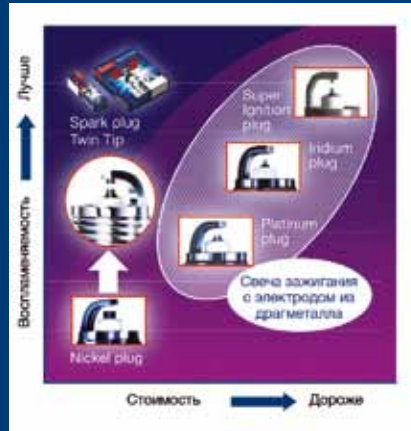 Лучше
Воспламеняемость
Spark plug
Twin Tip
Super
Ignition
plug
Iridium
plug
Platinum
plug
Свеча зажигания
с электродом из
драгметалла
Nickel plug
Стоимость
Дороже